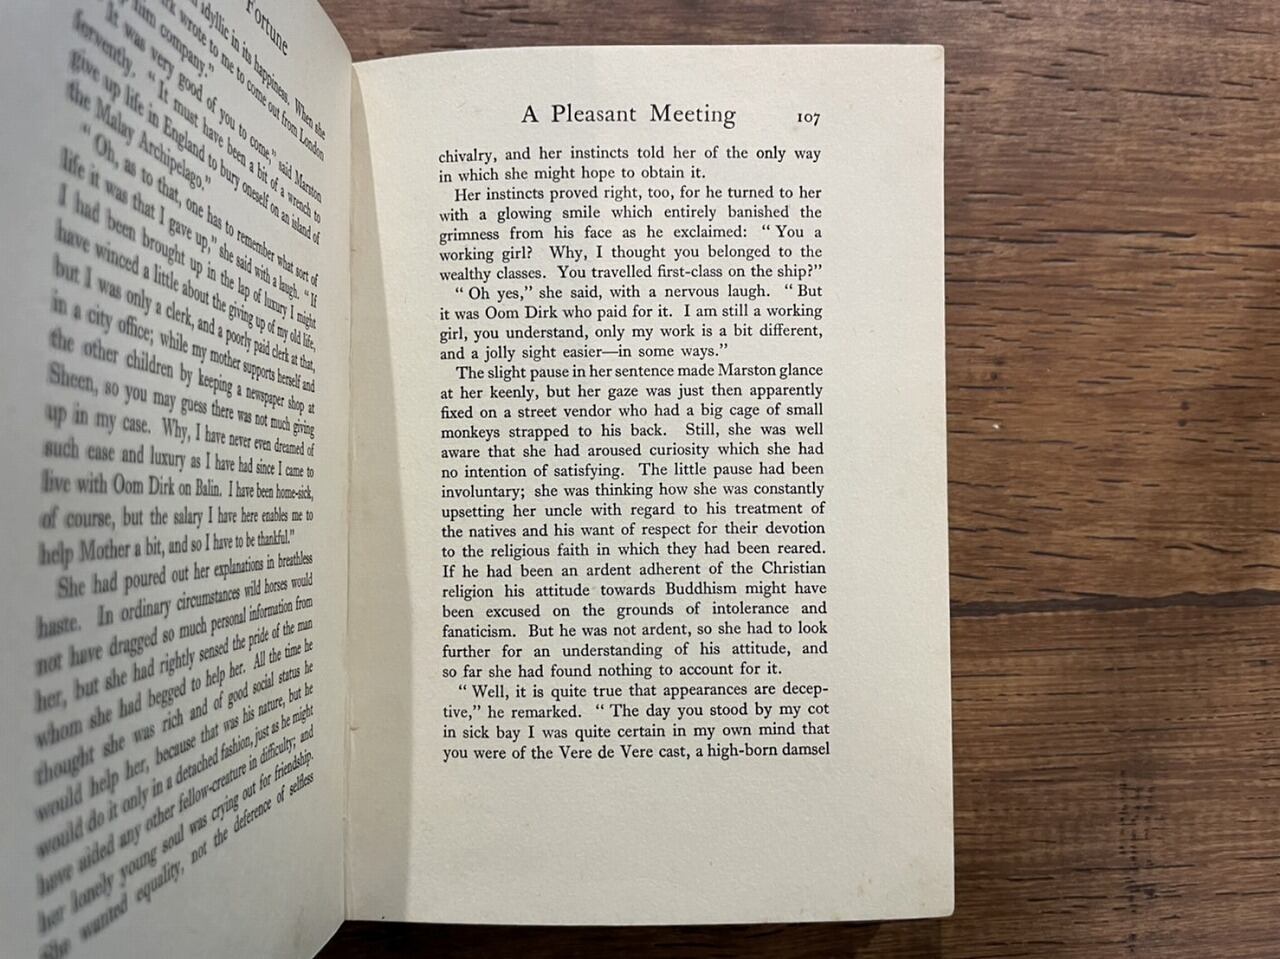 Fortune
idyllic in its happiness. When she
wrote to me to come out from London
him company."
"It was very good of you to come," said Marston
fervently. "It must have been a bit of a wrench to
give up life in England to bury oneself on an island of
the Malay Archipelago."
"Oh, as to that, one has to remember what sort of
life it was that I gave up," she said with a laugh. "If
I had been brought up in the lap of luxury I might
have winced a little about the giving up of my old life,
but I was only a clerk, and a poorly paid clerk at that,
in a city office; while my mother supports herself and
the other children by keeping a newspaper shop at
Sheen, so you may guess there was not much giving
up in my case. Why, I have never even dreamed of
such ease and luxury as I have had since I came to
live with Oom Dirk on Balin. I have been home-sick,
of course, but the salary I have here enables me to
help Mother a bit, and so I have to be thankful."
She had poured out her explanations in breathless
haste. In ordinary circumstances wild horses would
not have dragged so much personal information from
her, but she had rightly sensed the pride of the man
whom she had begged to help her. All the time he
thought she was rich and of good social status he
would help her, because that was his nature, but he
would do it only in a detached fashion, just as he might
have aided any other fellow-creature in difficulty; and
her lonely young soul was crying out for friendship.
She wanted equality, not the deference of selfless
A Pleasant Meeting 107
chivalry, and her instincts told her of the only way
in which she might hope to obtain it.
Her instincts proved right, too, for he turned to her
with a glowing smile which entirely banished the
grimness from his face as he exclaimed: "You a
working girl? Why, I thought you belonged to the
wealthy classes. You travelled first-class on the ship?"
"Oh yes," she said, with a nervous laugh. "But
it was Oom Dirk who paid for it. I am still a working
girl, you understand, only my work is a bit different,
and a jolly sight easier—in some ways."
The slight pause in her sentence made Marston glance
at her keenly, but her gaze was just then apparently
fixed on a street vendor who had a big cage of small
monkeys strapped to his back. Still, she was well
aware that she had aroused curiosity which she had
no intention of satisfying. The little pause had been
involuntary; she was thinking how she was constantly
upsetting her uncle with regard to his treatment of
the natives and his want of respect for their devotion
to the religious faith in which they had been reared.
If he had been an ardent adherent of the Christian
religion his attitude towards Buddhism might have
been excused on the grounds of intolerance and
fanaticism. But he was not ardent, so she had to look
further for an understanding of his attitude, and
so far she had found nothing to account for it.
"Well, it is quite true that appearances are decep-
tive," he remarked. "The day you stood by my cot
in sick bay I was quite certain in my own mind that
you were of the Vere de Vere cast, a high-born damsel